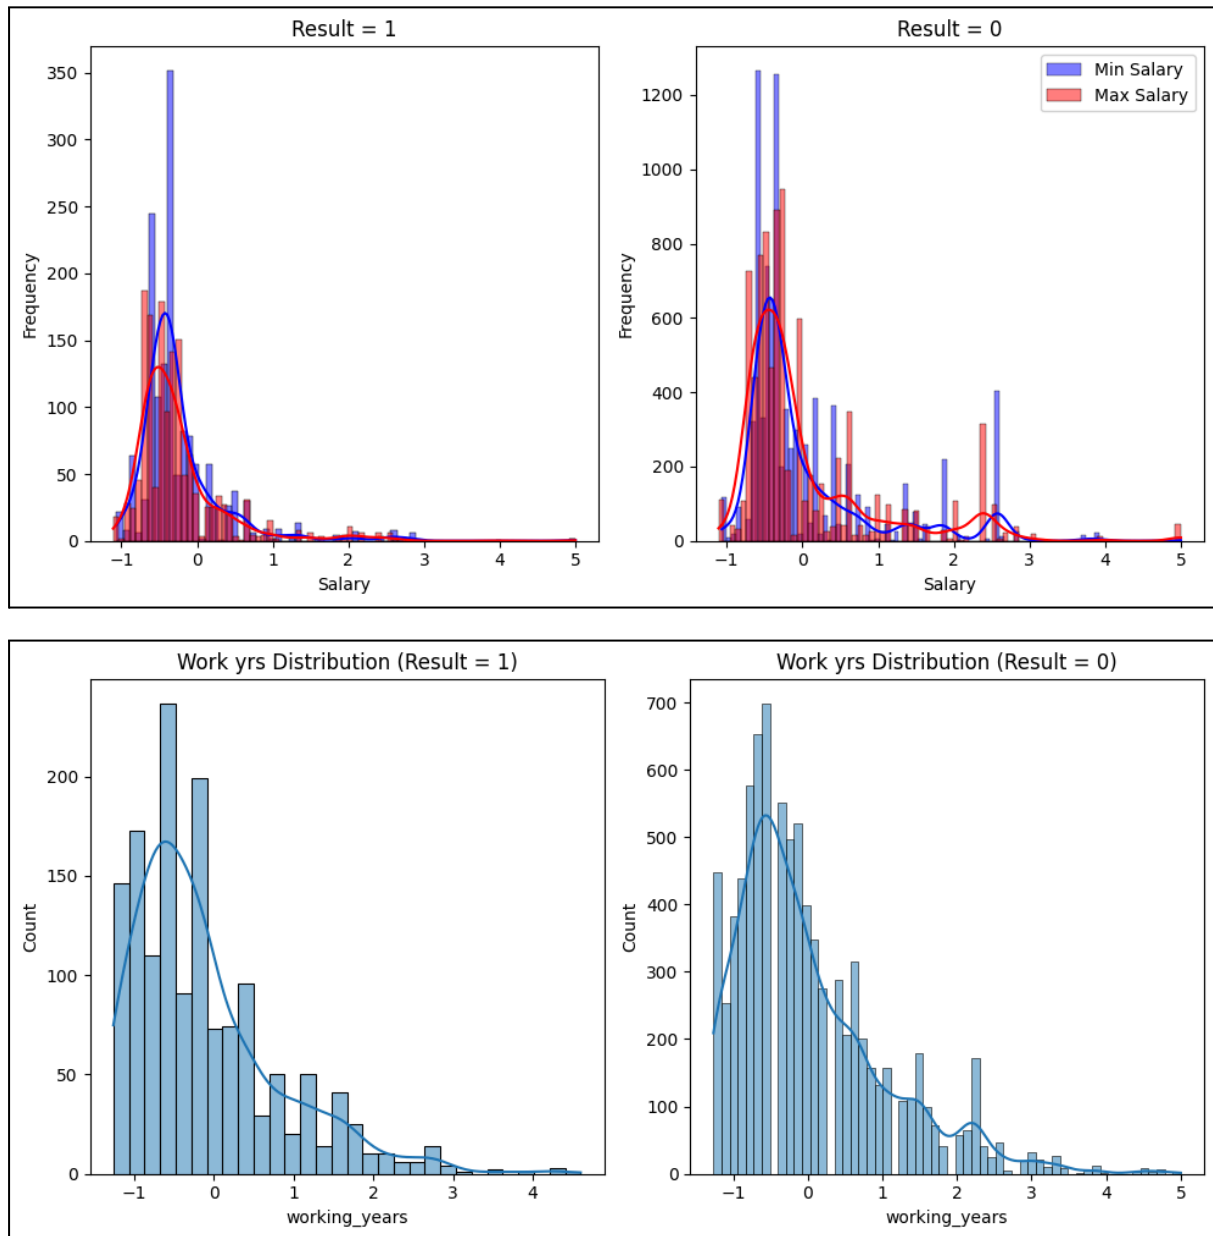 Result = 1
350
300
250
200
150
100
50
0
Frequency
−1 0 1 2 3 4 5
Salary
Result = 0
Min Salary
Max Salary
1200
1000
800
600
400
200
0
Frequency
−1 0 1 2 3 4 5
Salary
Work yrs Distribution (Result = 1)
200
150
100
50
0
Count
−1 0 1 2 3 4
working_years
Work yrs Distribution (Result = 0)
700
600
500
400
300
200
100
0
Count
−1 0 1 2 3 4 5
working_years